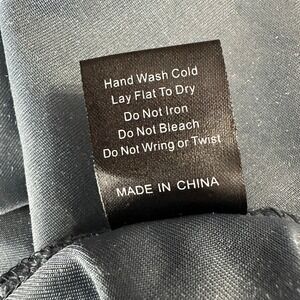 Hand Wash Cold
Lay Flat To Dry
Do Not Iron
Do Not Bleach
Do Not Wring or Twist
MADE IN CHINA